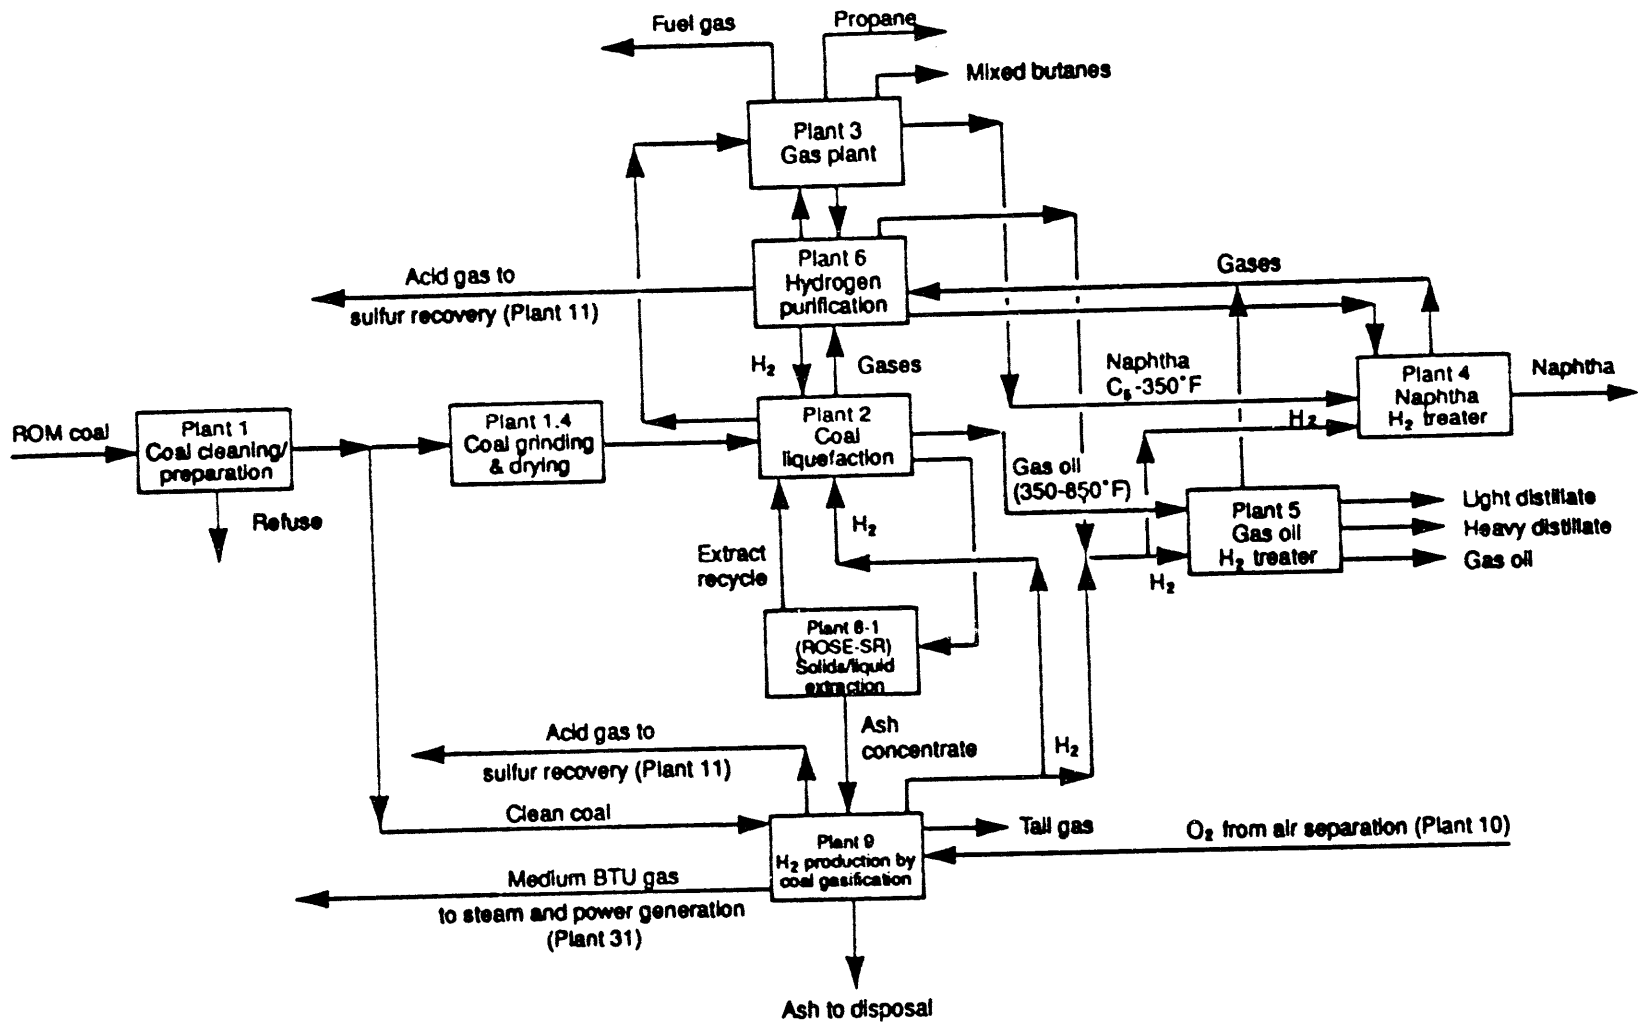 Fuel gas
Propane
Mixed butanes
Plant 3
Gas plant
Acid gas to
sulfur recovery (Plant 11)
Plant 6
Hydrogen
purification
Gases
H₂
Gases
Naphtha
C₅-350°F
Plant 4
Naphtha
H₂ treater
Naphtha
H₂
ROM coal
Plant 1
Coal cleaning/
preparation
Refuse
Plant 1.4
Coal grinding
& drying
Plant 2
Coal
liquefaction
Gas oil
(350-850°F)
Plant 5
Gas oil
H₂ treater
Light distillate
Heavy distillate
Gas oil
H₂
H₂
Extract
recycle
Plant 8-1
(ROSE-SR)
Solids/liquid
extraction
Ash
concentrate
H₂
Acid gas to
sulfur recovery (Plant 11)
Clean coal
Plant 9
H₂ production by
coal gasification
Tail gas
O₂ from air separation (Plant 10)
Medium BTU gas
to steam and power generation
(Plant 31)
Ash to disposal